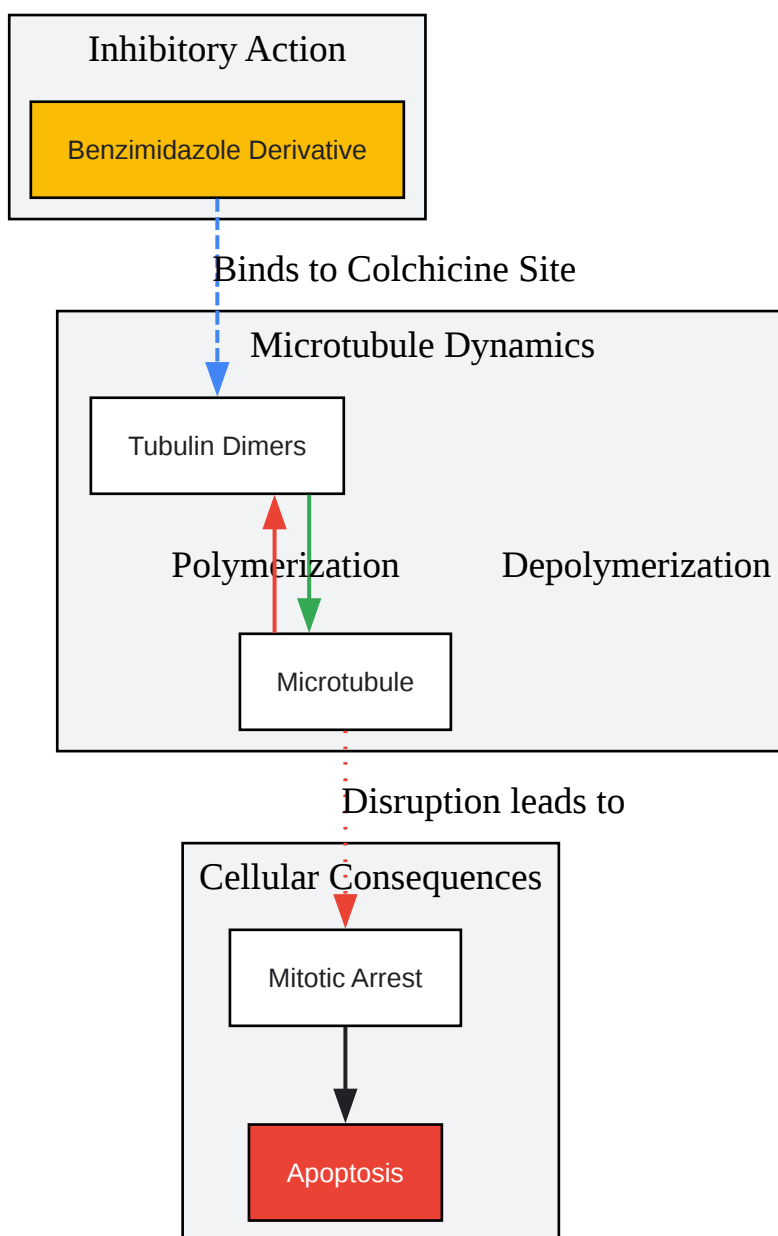 Inhibitory Action
Benzimidazole Derivative
Binds to Colchicine Site
Microtubule Dynamics
Tubulin Dimers
Polymerization
Depolymerization
Microtubule
Disruption leads to
Cellular Consequences
Mitotic Arrest
Apoptosis